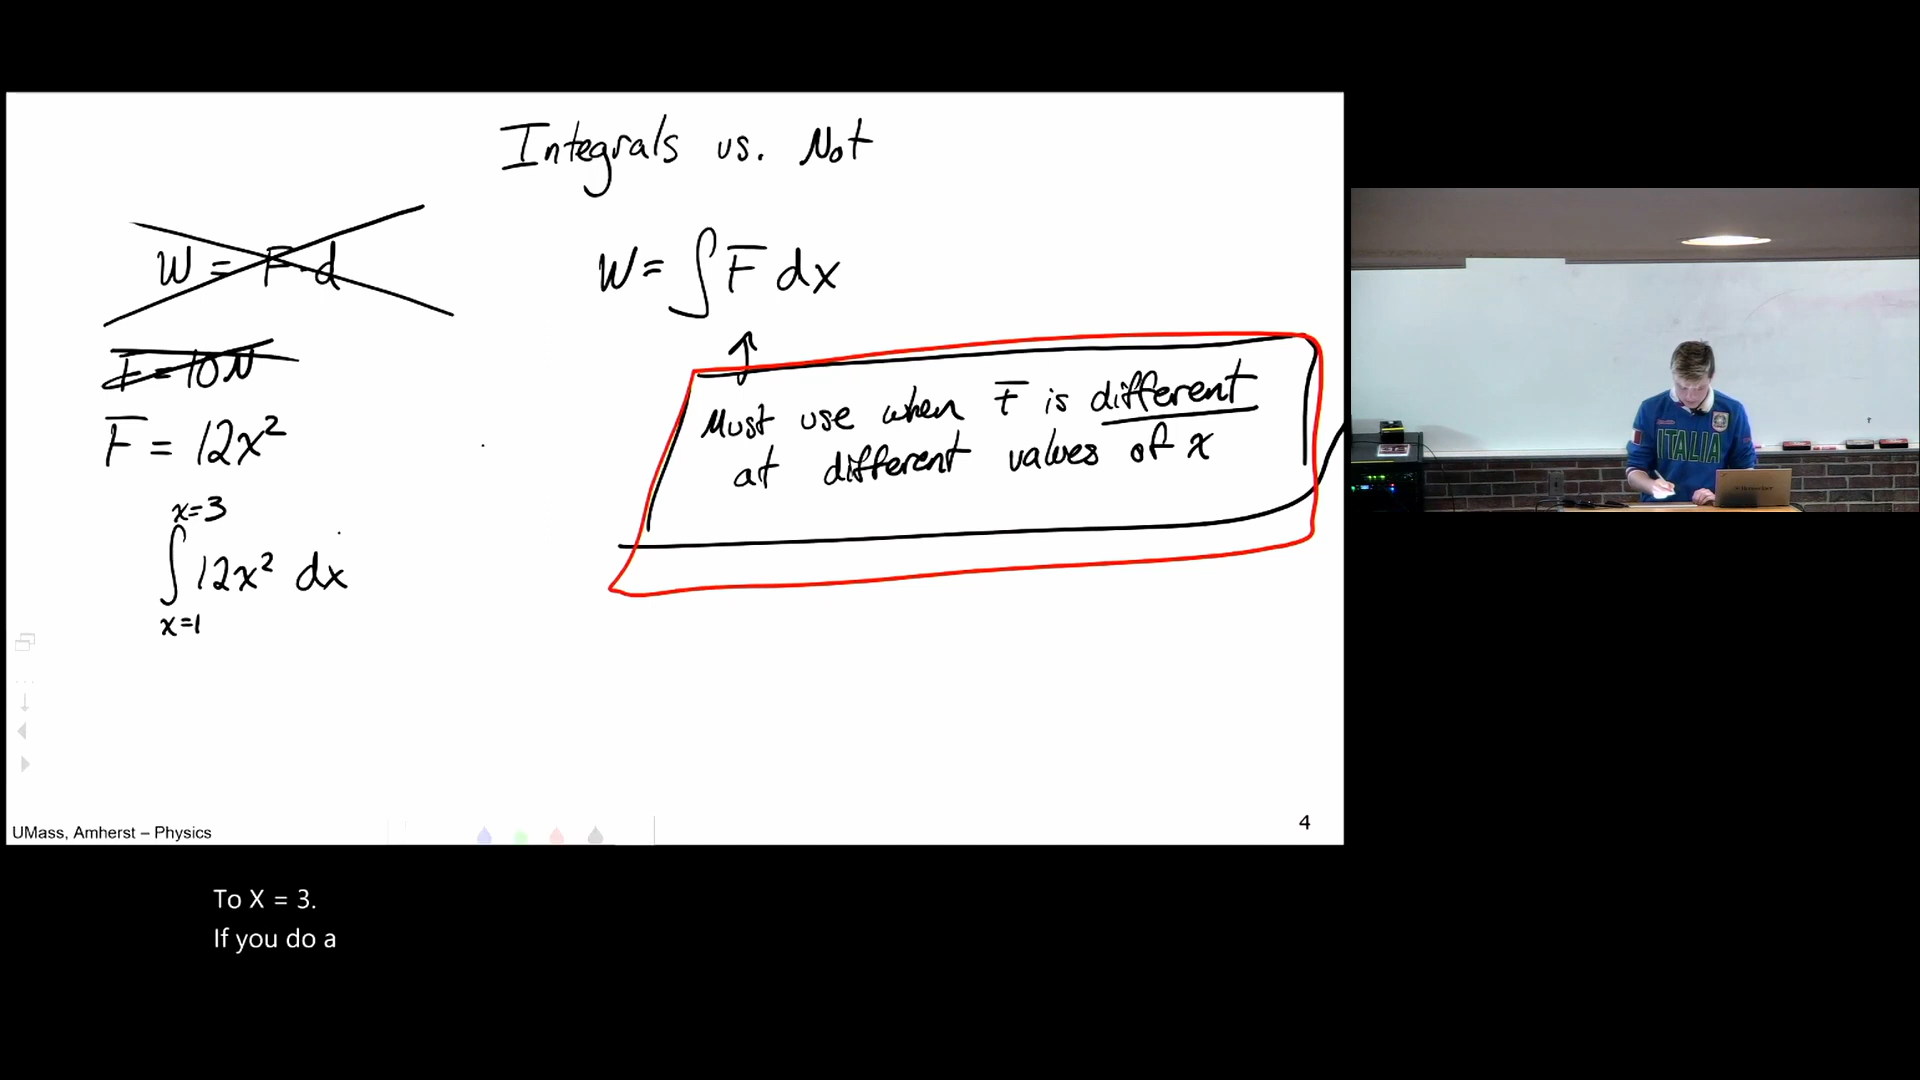 Integrals vs. Not
W = F · d
F = 10 N
F = 12x²
x=3
∫ 12x² dx
x=1
W = ∫ F dx
Must use when F is different
at different values of x
UMass, Amherst – Physics
4
ITALIA
To X = 3.
If you do a